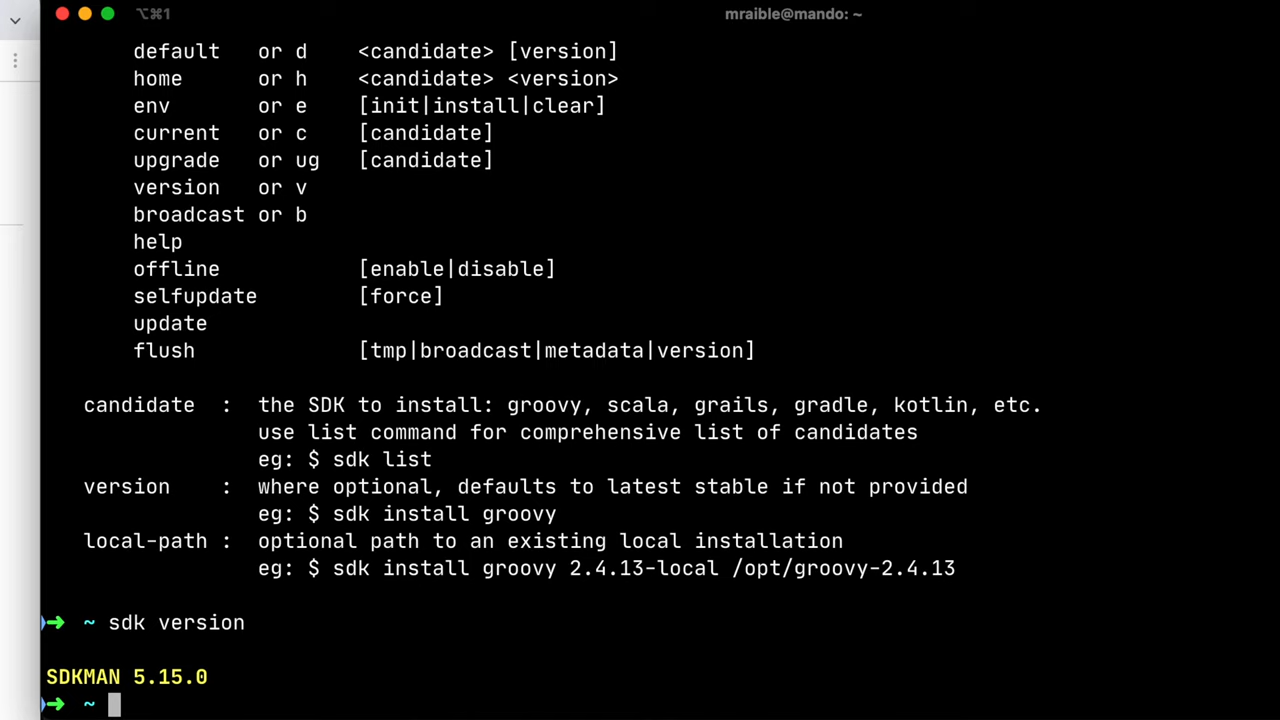 ⌥⌘1 mraible@mando: ~
default or d <candidate> [version]
home or h <candidate> <version>
env or e [init|install|clear]
current or c [candidate]
upgrade or ug [candidate]
version or v
broadcast or b
help
offline [enable|disable]
selfupdate [force]
update
flush [tmp|broadcast|metadata|version]
candidate : the SDK to install: groovy, scala, grails, gradle, kotlin, etc.
use list command for comprehensive list of candidates
eg: $ sdk list
version : where optional, defaults to latest stable if not provided
eg: $ sdk install groovy
local-path : optional path to an existing local installation
eg: $ sdk install groovy 2.4.13-local /opt/groovy-2.4.13
➜ ~ sdk version
SDKMAN 5.15.0
➜ ~